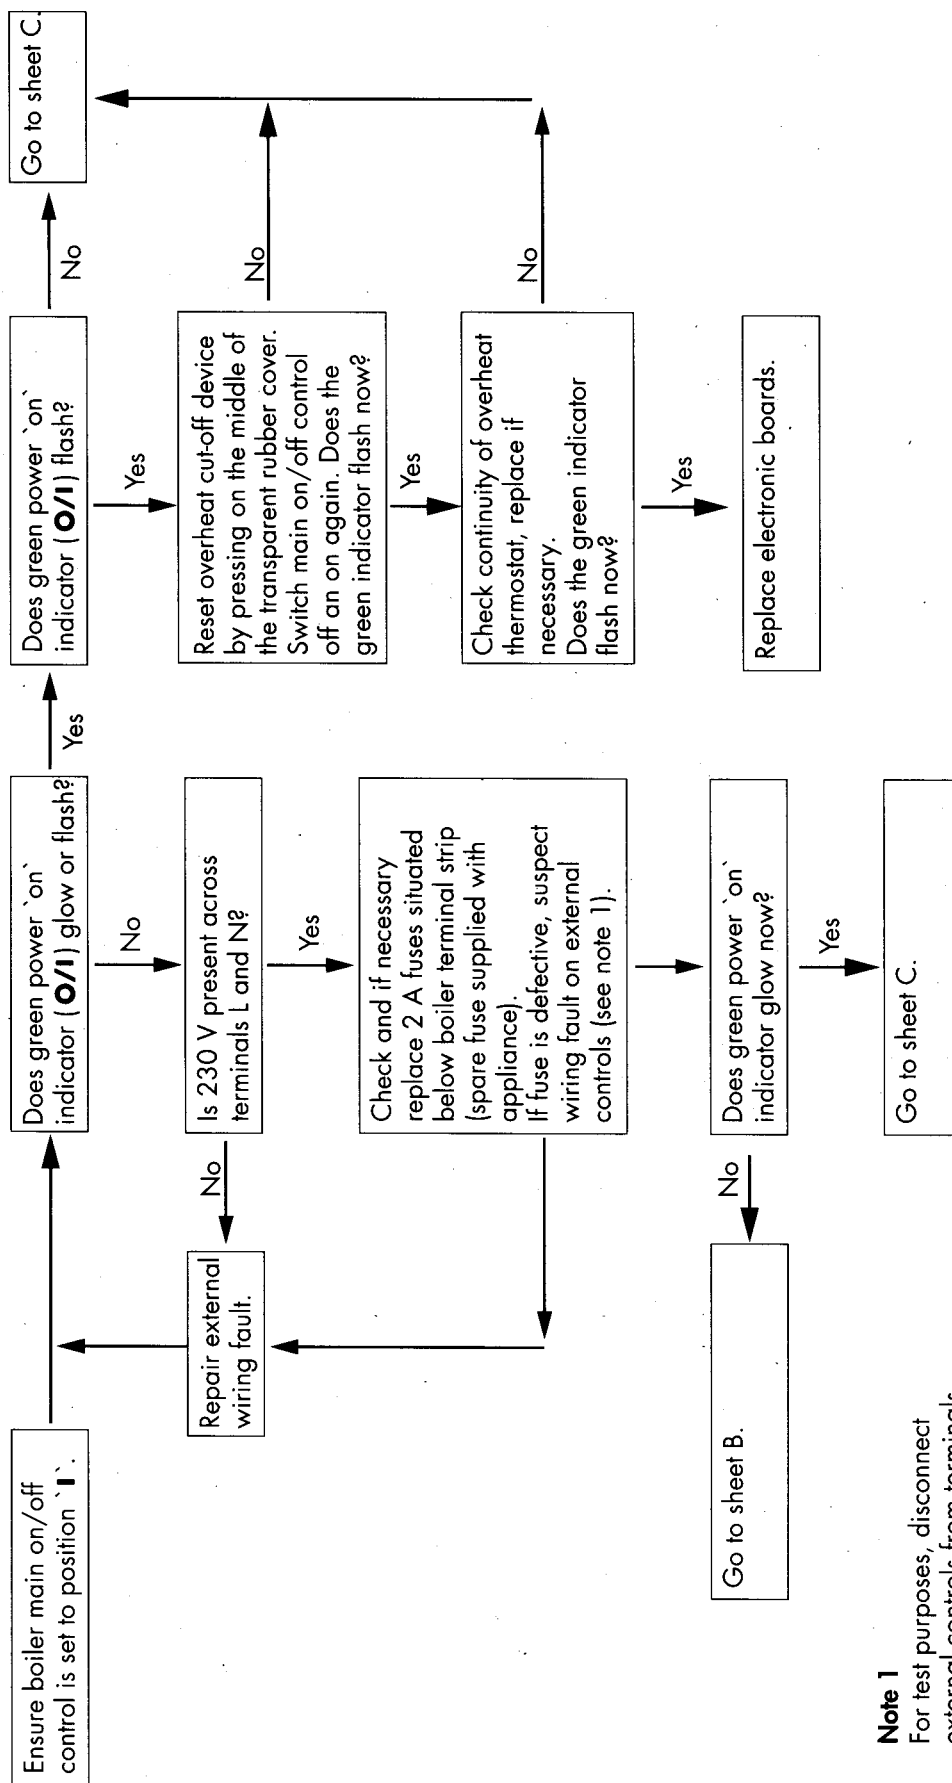 Ensure boiler main on/off
control is set to position `I`.
Does green power `on`
indicator (O/I) glow or flash?
Yes
Does green power `on`
indicator (O/I) flash?
No
Go to sheet C.
No
Yes
Repair external
wiring fault.
No
Is 230 V present across
terminals L and N?
Reset overheat cut-off device
by pressing on the middle of
the transparent rubber cover.
Switch main on/off control
off an on again. Does the
green indicator flash now?
No
Yes
Yes
Check and if necessary
replace 2 A fuses situated
below boiler terminal strip
(spare fuse supplied with
appliance).
If fuse is defective, suspect
wiring fault on external
controls (see note 1).
Check continuity of overheat
thermostat, replace if
necessary.
Does the green indicator
flash now?
No
Yes
Go to sheet B.
No
Does green power `on`
indicator glow now?
Replace electronic boards.
Yes
Go to sheet C.
Note 1
For test purposes, disconnect
external controls from terminals